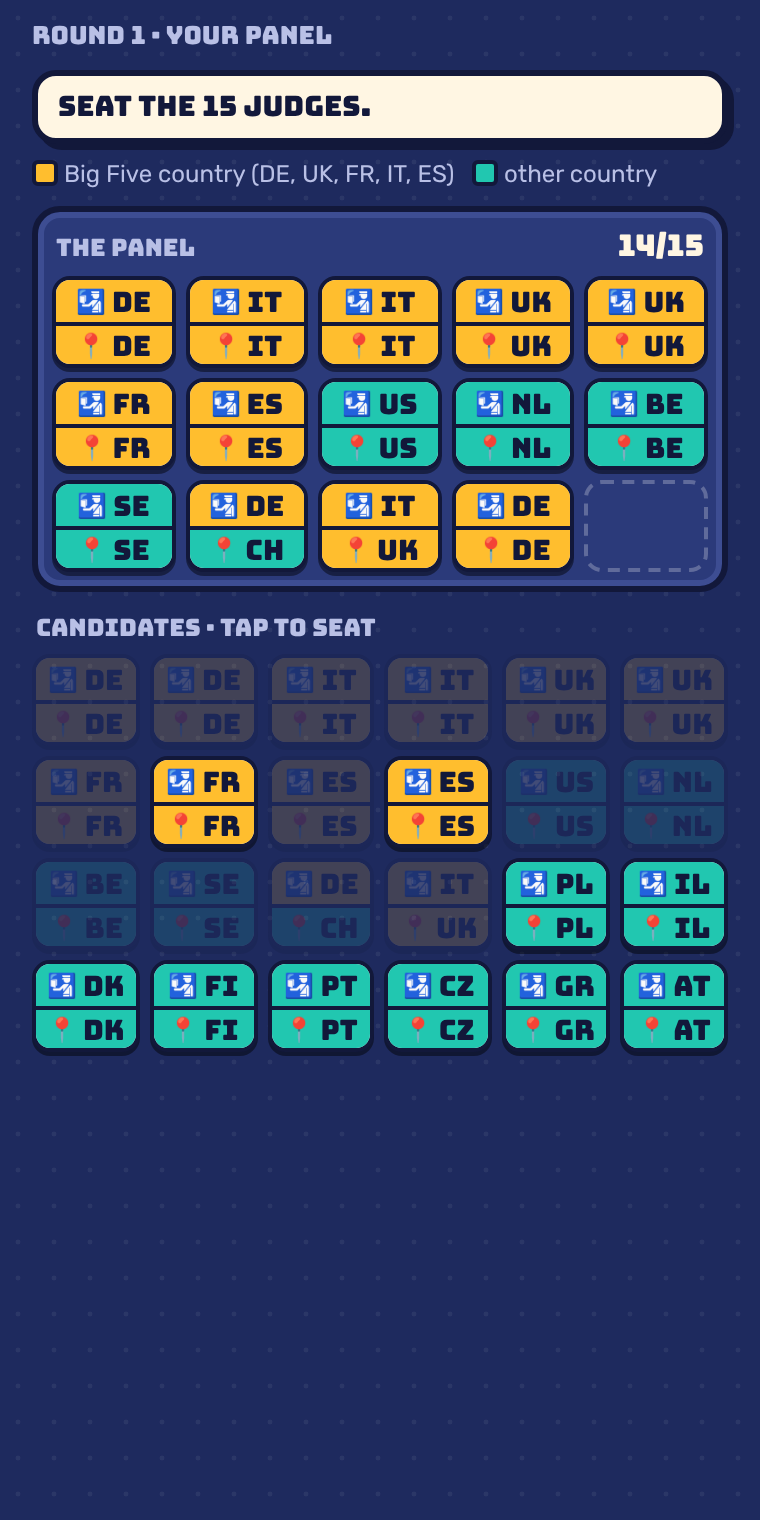 ROUND 1 · YOUR PANEL
SEAT THE 15 JUDGES.
Big Five country (DE, UK, FR, IT, ES) other country
THE PANEL 14/15
🛂 DE 🛂 IT 🛂 IT 🛂 UK 🛂 UK
📍 DE 📍 IT 📍 IT 📍 UK 📍 UK
🛂 FR 🛂 ES 🛂 US 🛂 NL 🛂 BE
📍 FR 📍 ES 📍 US 📍 NL 📍 BE
🛂 SE 🛂 DE 🛂 IT 🛂 DE
📍 SE 📍 CH 📍 UK 📍 DE
CANDIDATES · TAP TO SEAT
🛂 DE 🛂 DE 🛂 IT 🛂 IT 🛂 UK 🛂 UK
📍 DE 📍 DE 📍 IT 📍 IT 📍 UK 📍 UK
🛂 FR 🛂 FR 🛂 ES 🛂 ES 🛂 US 🛂 NL
📍 FR 📍 FR 📍 ES 📍 ES 📍 US 📍 NL
🛂 BE 🛂 SE 🛂 DE 🛂 IT 🛂 PL 🛂 IL
📍 BE 📍 SE 📍 CH 📍 UK 📍 PL 📍 IL
🛂 DK 🛂 FI 🛂 PT 🛂 CZ 🛂 GR 🛂 AT
📍 DK 📍 FI 📍 PT 📍 CZ 📍 GR 📍 AT